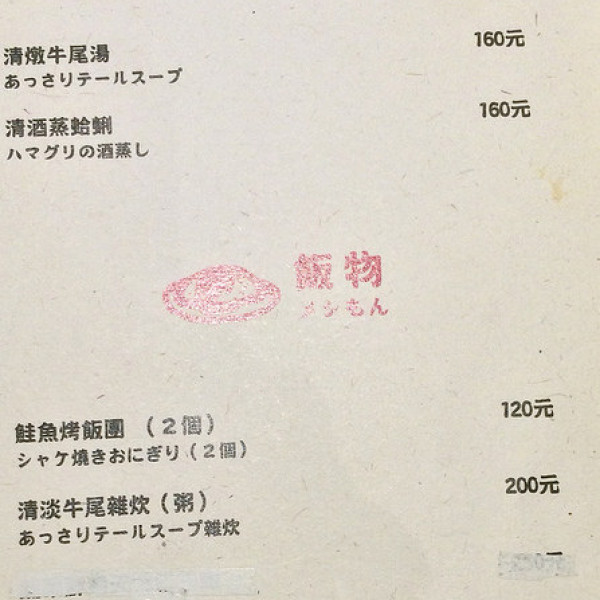 清燉牛尾湯 160元
あっさりテールスープ
清酒蒸蛤蜊 160元
ハマグリの酒蒸し
飯物
メシもん
鮭魚烤飯團 (2個) 120元
シャケ燒きおにぎり(2個)
清淡牛尾雜炊(粥) 200元
あっさりテールスープ雜炊